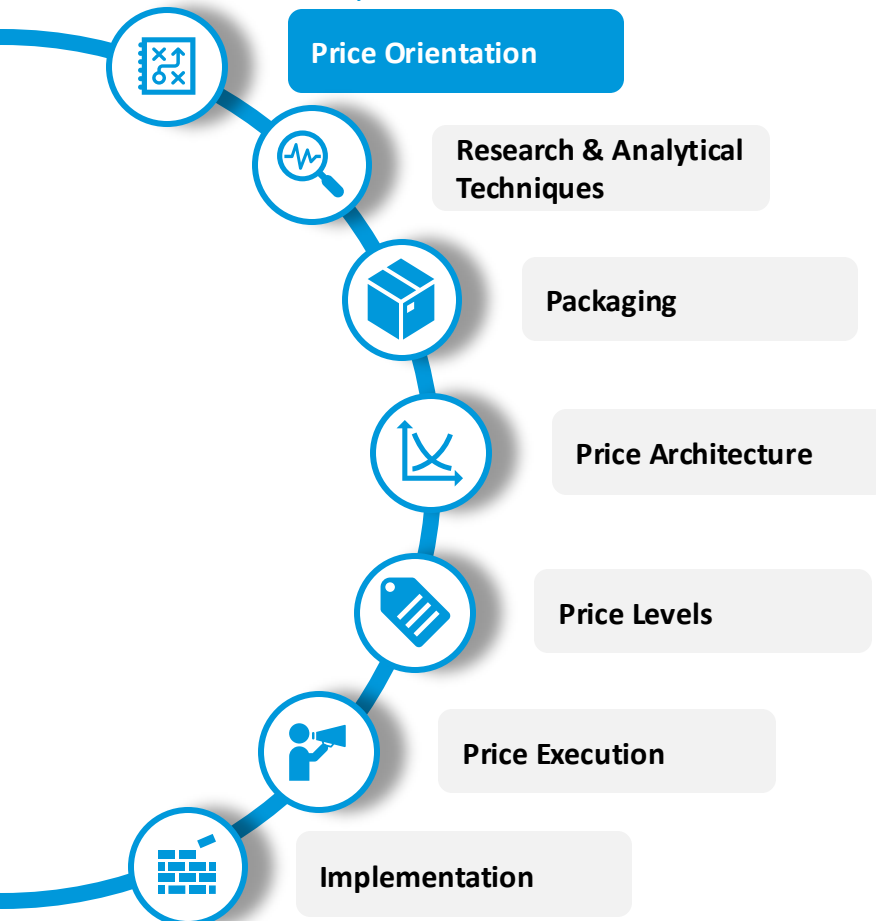 Price Orientation
Research & Analytical
Techniques
Packaging
Price Architecture
Price Levels
Price Execution
Implementation